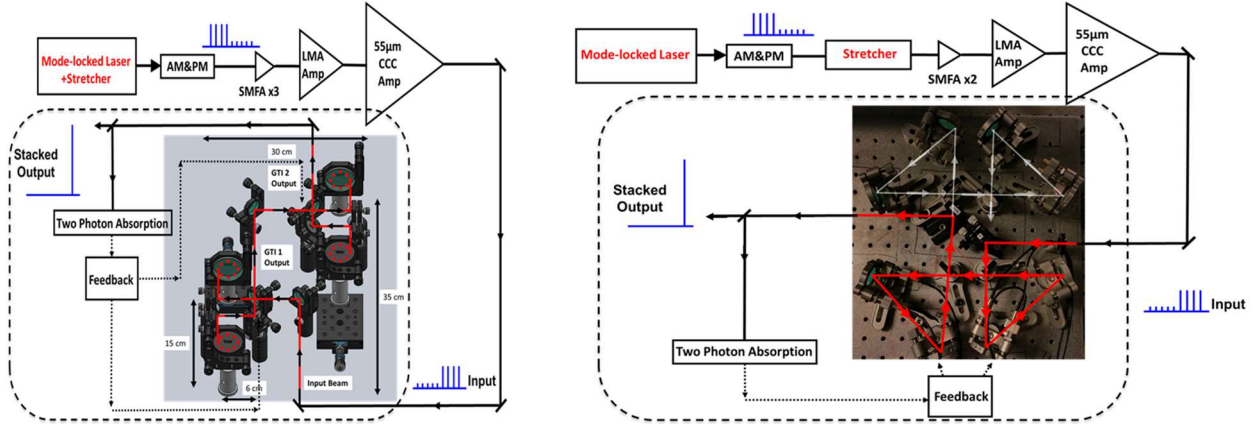 Mode-locked Laser
+Stretcher
AM&PM
SMFA x3
LMA
Amp
55μm
CCC
Amp
Stacked
Output
30 cm
GTI 2
Output
Two Photon Absorption
GTI 1
Output
Feedback
35 cm
15 cm
6 cm
Input Beam
Input
Mode-locked Laser
AM&PM
Stretcher
SMFA x2
LMA
Amp
55μm
CCC
Amp
Stacked
Output
Input
Two Photon Absorption
Feedback